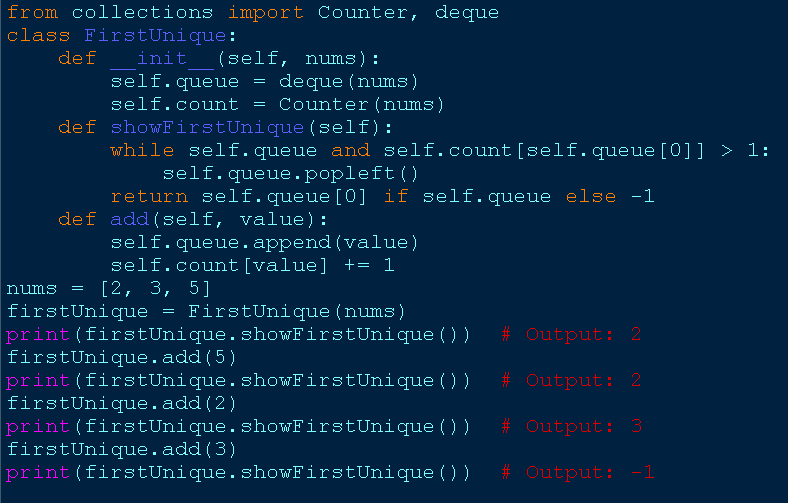 from collections import Counter, deque
class FirstUnique:
    def __init__(self, nums):
        self.queue = deque(nums)
        self.count = Counter(nums)
    def showFirstUnique(self):
        while self.queue and self.count[self.queue[0]] > 1:
            self.queue.popleft()
        return self.queue[0] if self.queue else -1
    def add(self, value):
        self.queue.append(value)
        self.count[value] += 1
nums = [2, 3, 5]
firstUnique = FirstUnique(nums)
print(firstUnique.showFirstUnique())  # Output: 2
firstUnique.add(5)
print(firstUnique.showFirstUnique())  # Output: 2
firstUnique.add(2)
print(firstUnique.showFirstUnique())  # Output: 3
firstUnique.add(3)
print(firstUnique.showFirstUnique())  # Output: -1